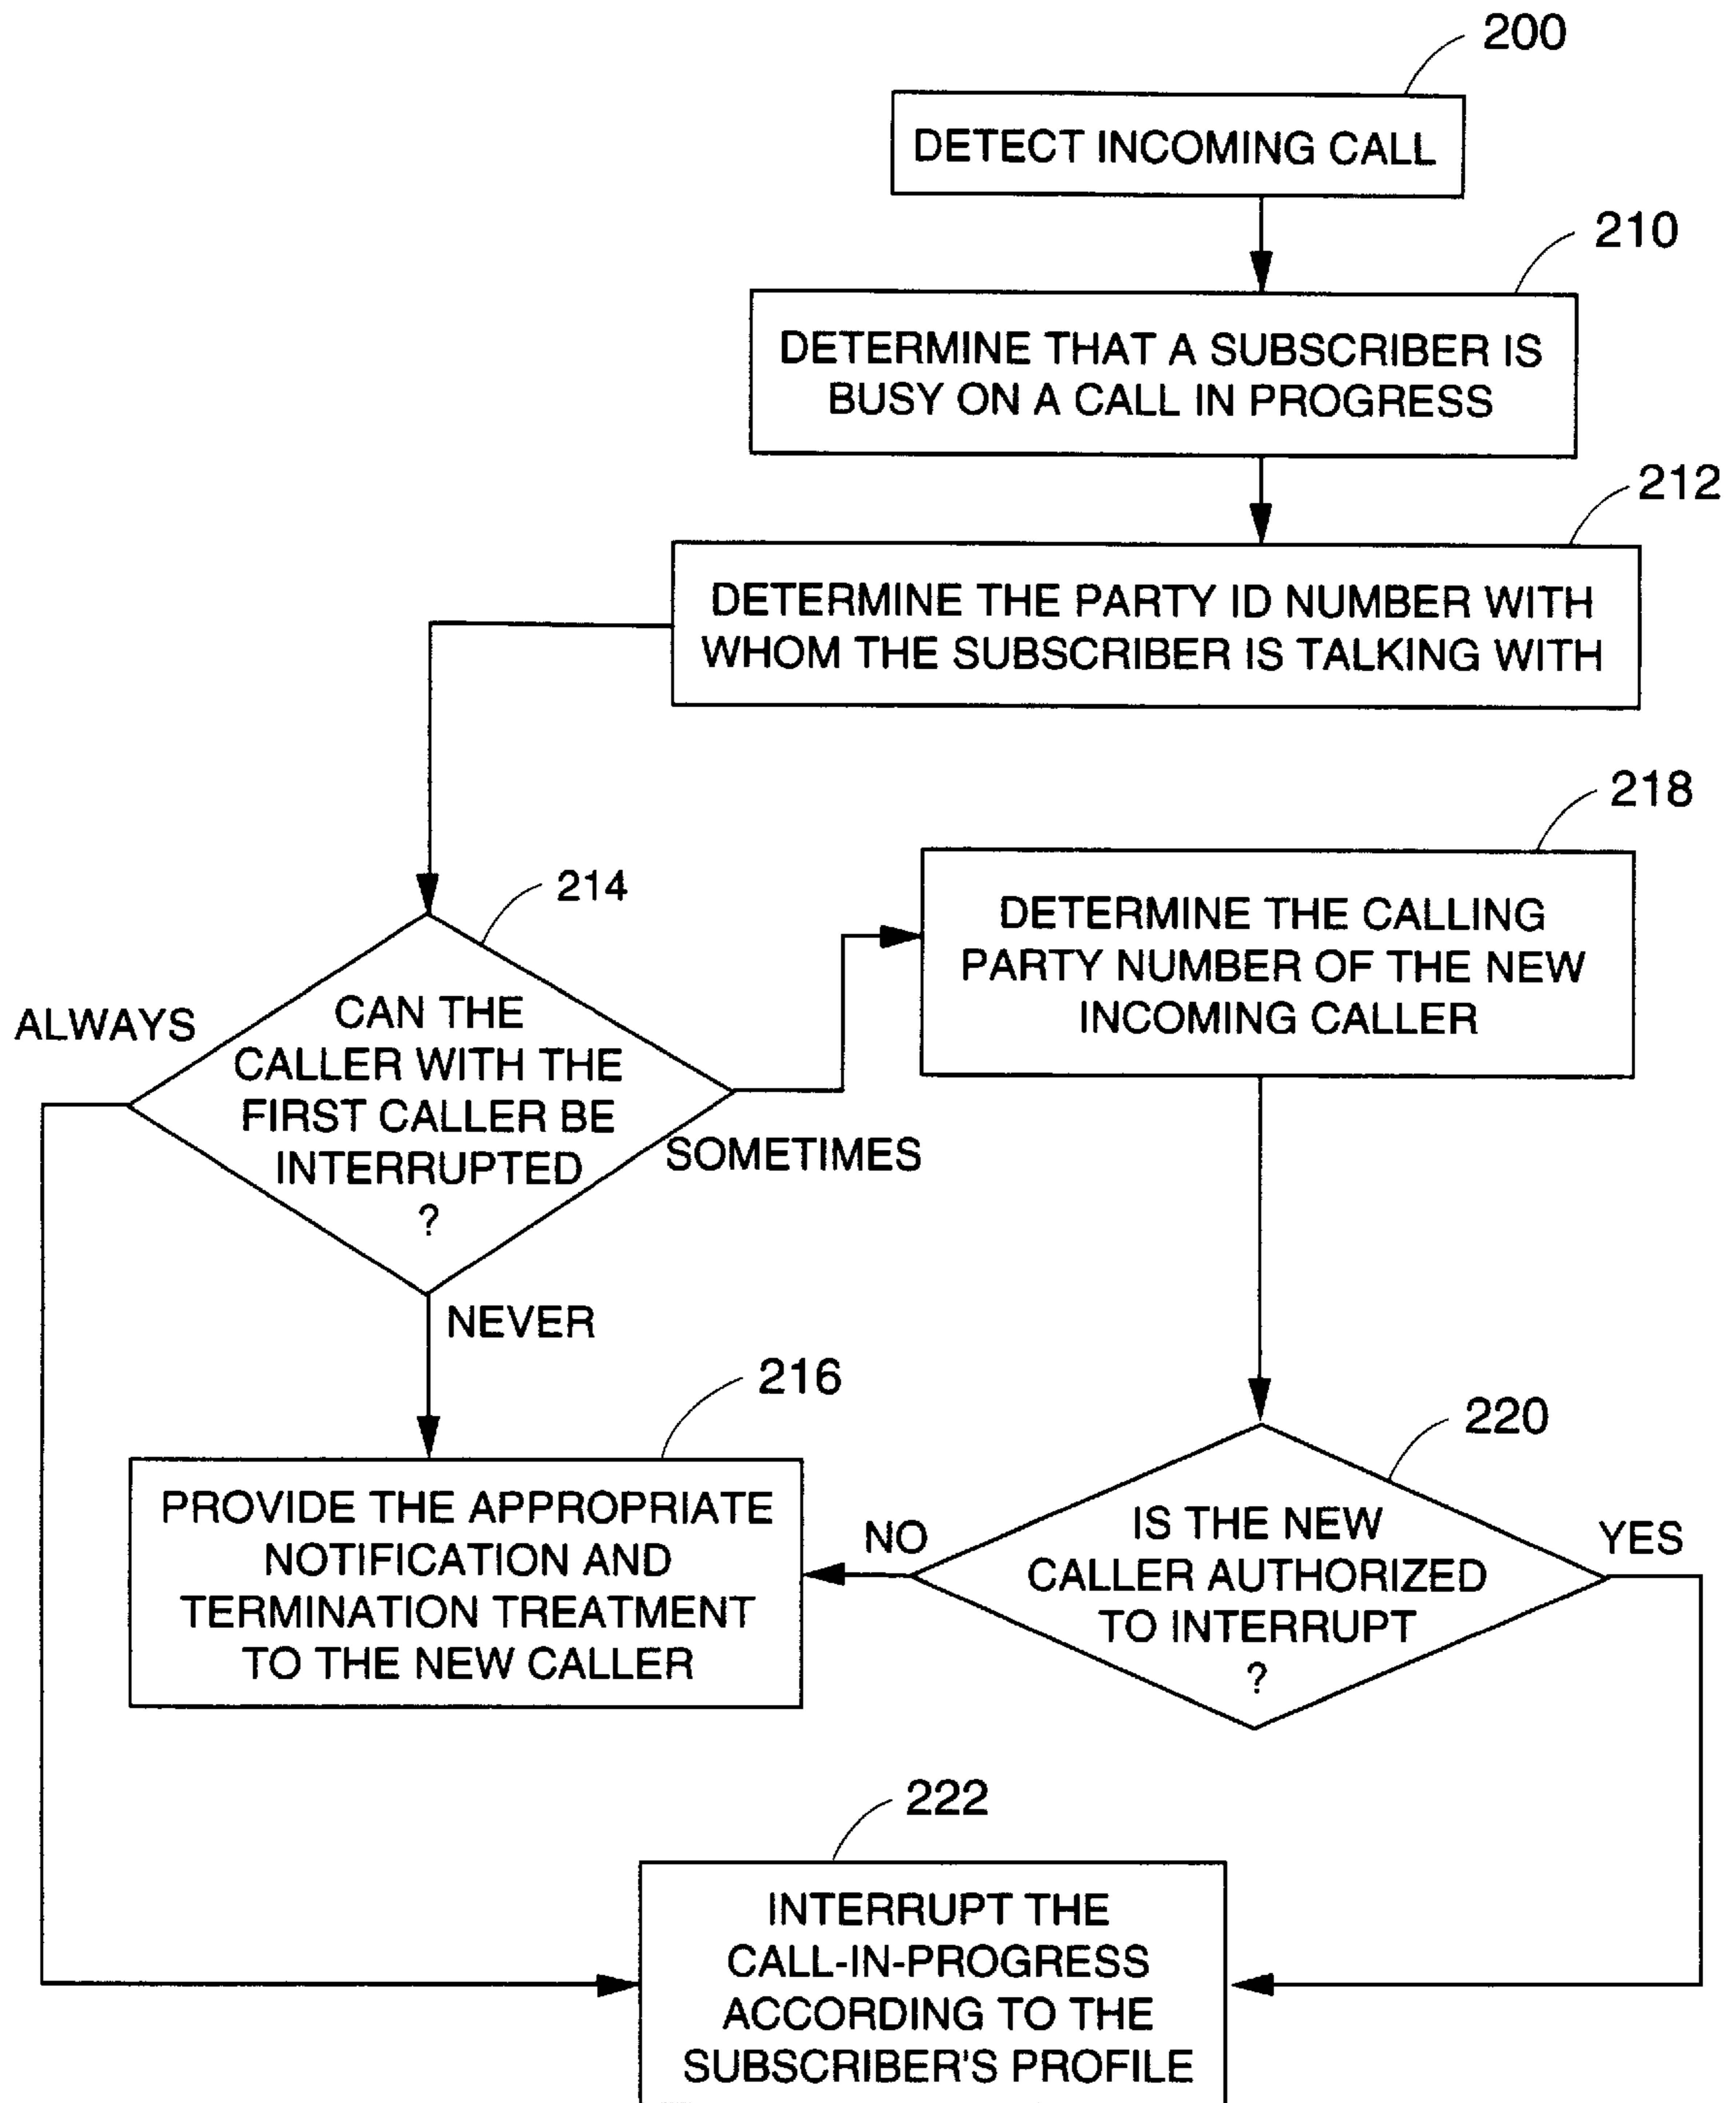 200
DETECT INCOMING CALL
210
DETERMINE THAT A SUBSCRIBER IS
BUSY ON A CALL IN PROGRESS
212
DETERMINE THE PARTY ID NUMBER WITH
WHOM THE SUBSCRIBER IS TALKING WITH
218
DETERMINE THE CALLING
PARTY NUMBER OF THE NEW
INCOMING CALLER
214
CAN THE
CALLER WITH THE
FIRST CALLER BE
INTERRUPTED
?
ALWAYS
SOMETIMES
NEVER
216
PROVIDE THE APPROPRIATE
NOTIFICATION AND
TERMINATION TREATMENT
TO THE NEW CALLER
220
NO
IS THE NEW
CALLER AUTHORIZED
TO INTERRUPT
?
YES
222
INTERRUPT THE
CALL-IN-PROGRESS
ACCORDING TO THE
SUBSCRIBER'S PROFILE